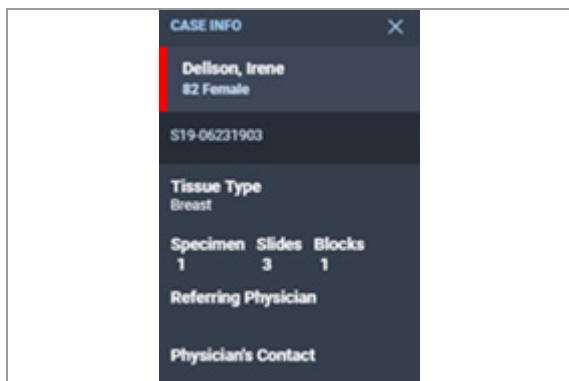 CASE INFO
Dellson, Irene
82 Female
S19-06231903
Tissue Type
Breast
Specimen Slides Blocks
1 3 1
Referring Physician
Physician's Contact